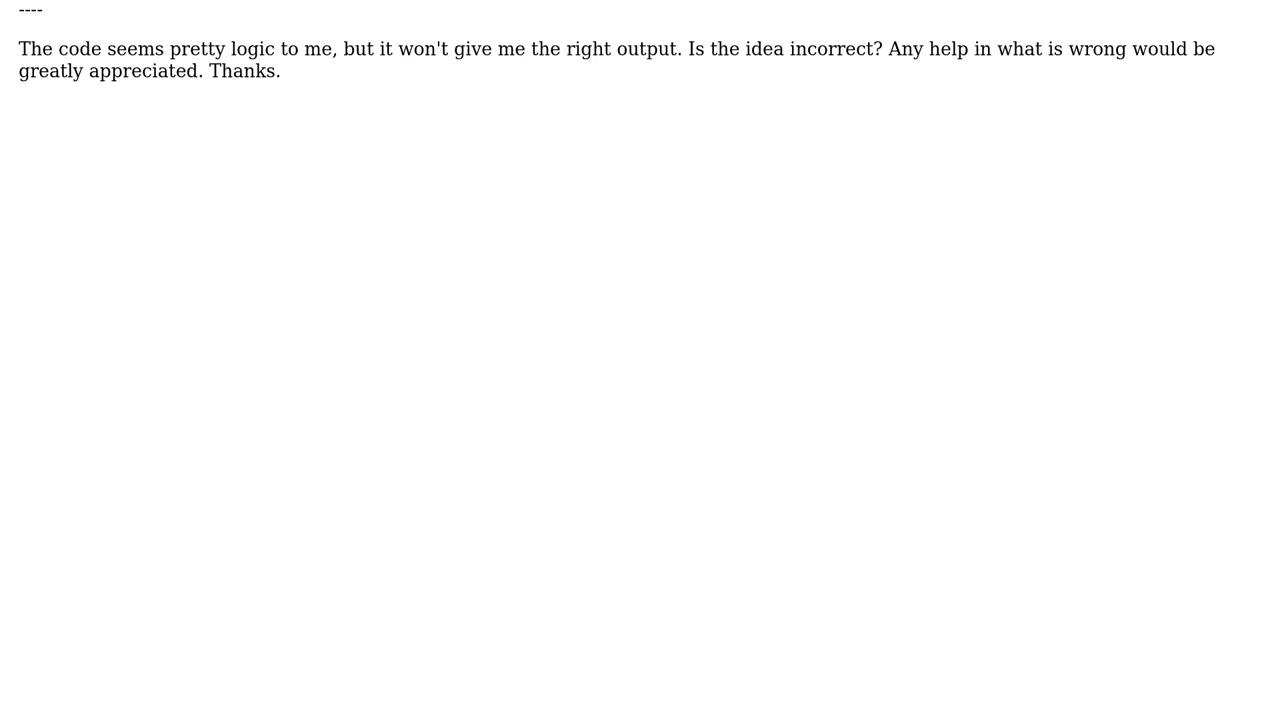 ----
The code seems pretty logic to me, but it won't give me the right output. Is the idea incorrect? Any help in what is wrong would be
greatly appreciated. Thanks.